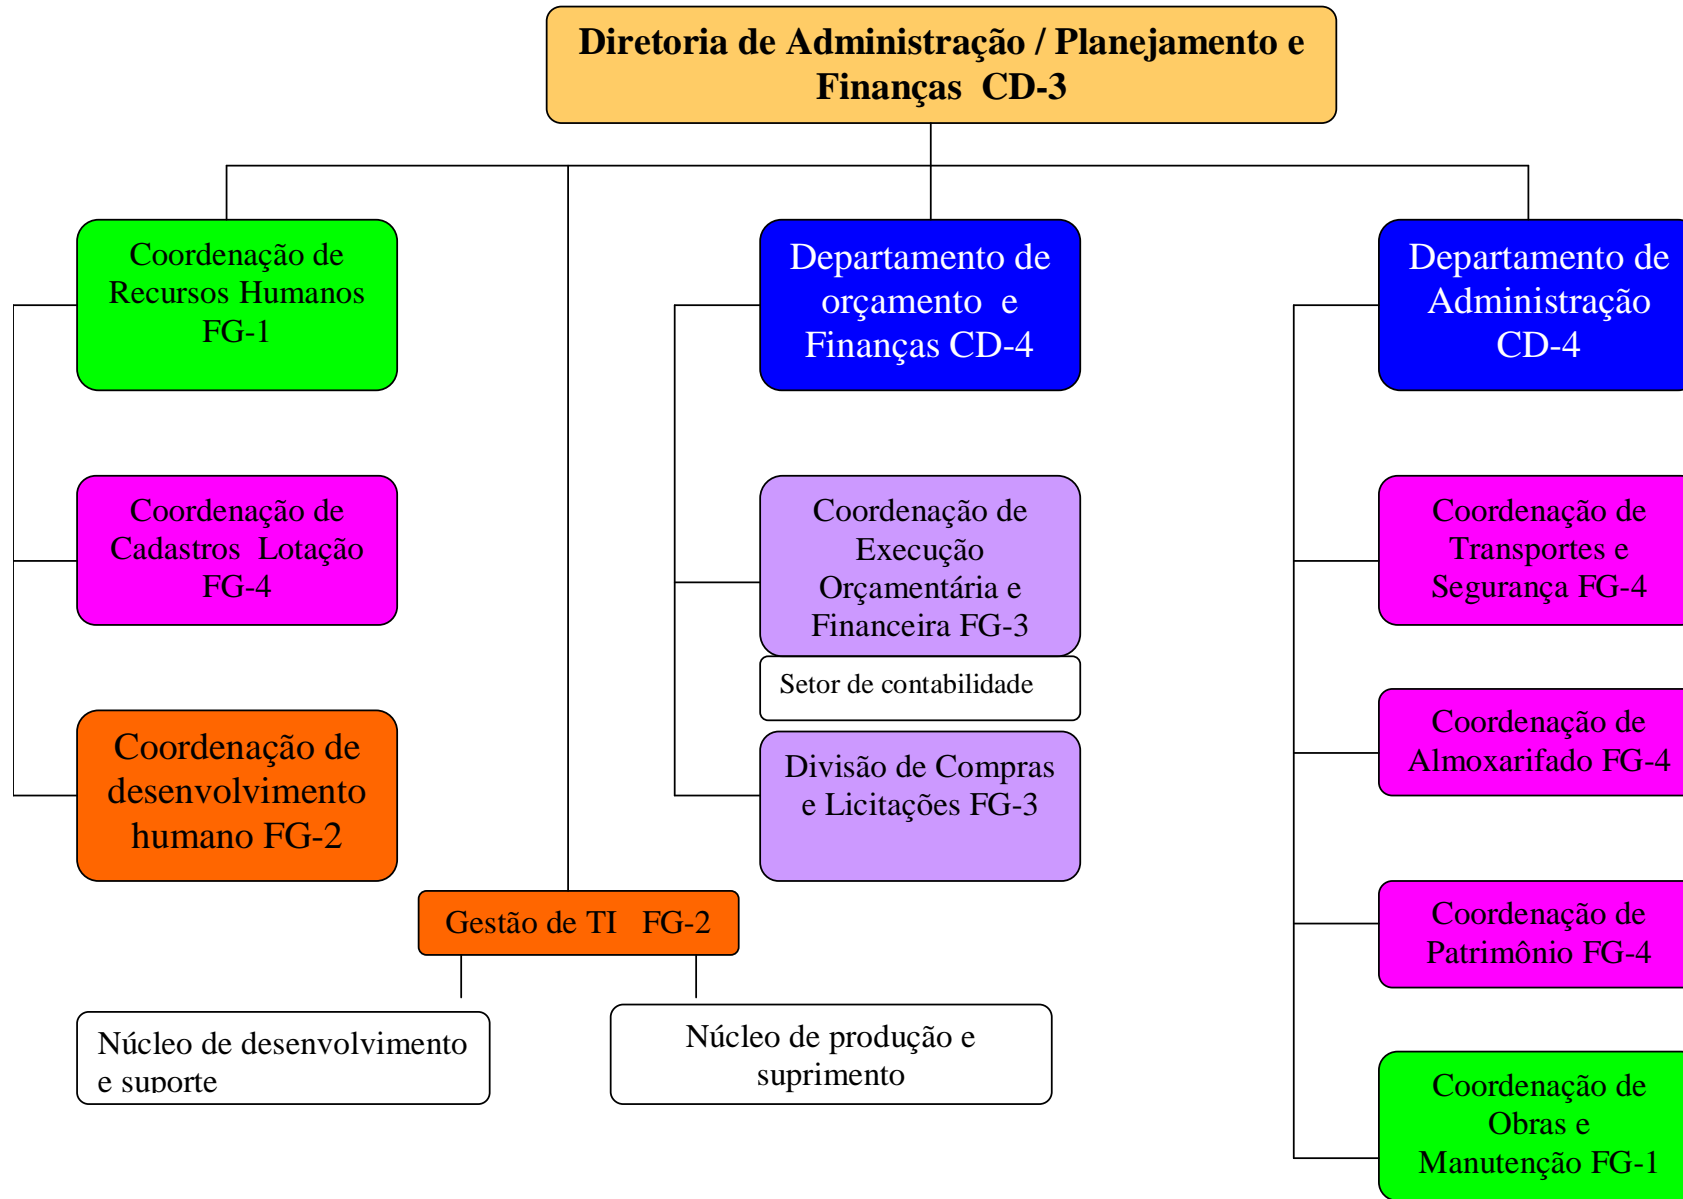 Diretoria de Administração / Planejamento e
Finanças CD-3
Coordenação de
Recursos Humanos
FG-1
Departamento de
orçamento e
Finanças CD-4
Departamento de
Administração
CD-4
Coordenação de
Cadastros Lotação
FG-4
Coordenação de
Execução
Orçamentária e
Financeira FG-3
Coordenação de
Transportes e
Segurança FG-4
Setor de contabilidade
Coordenação de
desenvolvimento
humano FG-2
Divisão de Compras
e Licitações FG-3
Coordenação de
Almoxarifado FG-4
Gestão de TI FG-2
Coordenação de
Patrimônio FG-4
Núcleo de desenvolvimento
e suporte
Núcleo de produção e
suprimento
Coordenação de
Obras e
Manutenção FG-1